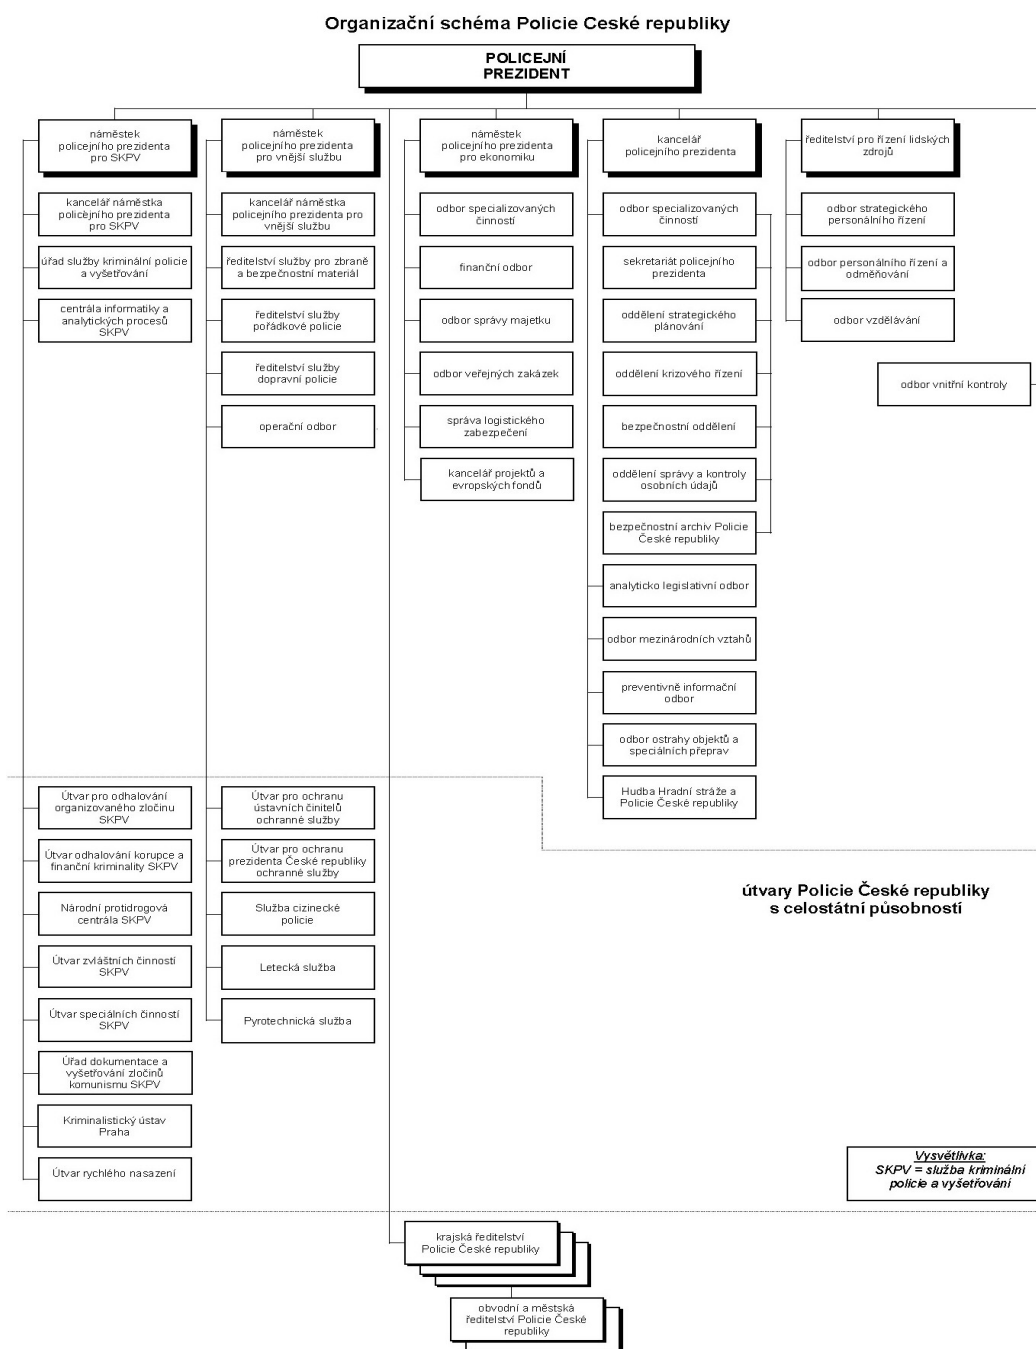 Organizační schéma Policie České republiky
POLICEJNÍ
PREZIDENT
náměstek
policejního prezidenta
pro SKPV
kancelář náměstka
policejního prezidenta
pro SKPV
úřad služby kriminální policie
a vyšetřování
centrála informatiky a
analytických procesů
SKPV
náměstek
policejního prezidenta
pro vnější službu
kancelář náměstka
policejního prezidenta pro
vnější službu
ředitelství služby pro zbraně
a bezpečnostní materiál
ředitelství služby
pořádkové policie
ředitelství služby
dopravní policie
operační odbor
náměstek
policejního prezidenta
pro ekonomiku
odbor specializovaných
činností
finanční odbor
odbor správy majetku
odbor veřejných zakázek
správa logistického
zabezpečení
kancelář projektů a
evropských fondů
kancelář
policejního prezidenta
odbor specializovaných
činností
sekretariát policejního
prezidenta
oddělení strategického
plánování
oddělení krizového řízení
bezpečnostní oddělení
oddělení správy a kontroly
osobních údajů
bezpečnostní archiv Policie
České republiky
analyticko legislativní odbor
odbor mezinárodních vztahů
preventivně informační
odbor
odbor ostrahy objektů a
speciálních přeprav
Hudba Hradní stráže a
Policie České republiky
ředitelství pro řízení lidských
zdrojů
odbor strategického
personálního řízení
odbor personálního řízení a
odměňování
odbor vzdělávání
odbor vnitřní kontroly
Útvar pro odhalování
organizovaného zločinu
SKPV
Útvar odhalování korupce a
finanční kriminality SKPV
Národní protidrogová
centrála SKPV
Útvar zvláštních činností
SKPV
Útvar speciálních činností
SKPV
Úřad dokumentace a
vyšetřování zločinů
komunismu SKPV
Kriminalistický ústav
Praha
Útvar rychlého nasazení
Útvar pro ochranu
ústavních činitelů
ochranné služby
Útvar pro ochranu
prezidenta České republiky
ochranné služby
Služba cizinecké
policie
Letecká služba
Pyrotechnická služba
útvary Policie České republiky
s celostátní působností
Vysvětlivka:
SKPV = služba kriminální
policie a vyšetřování
krajská ředitelství
Policie České republiky
obvodní a městská
ředitelství Policie České
republiky